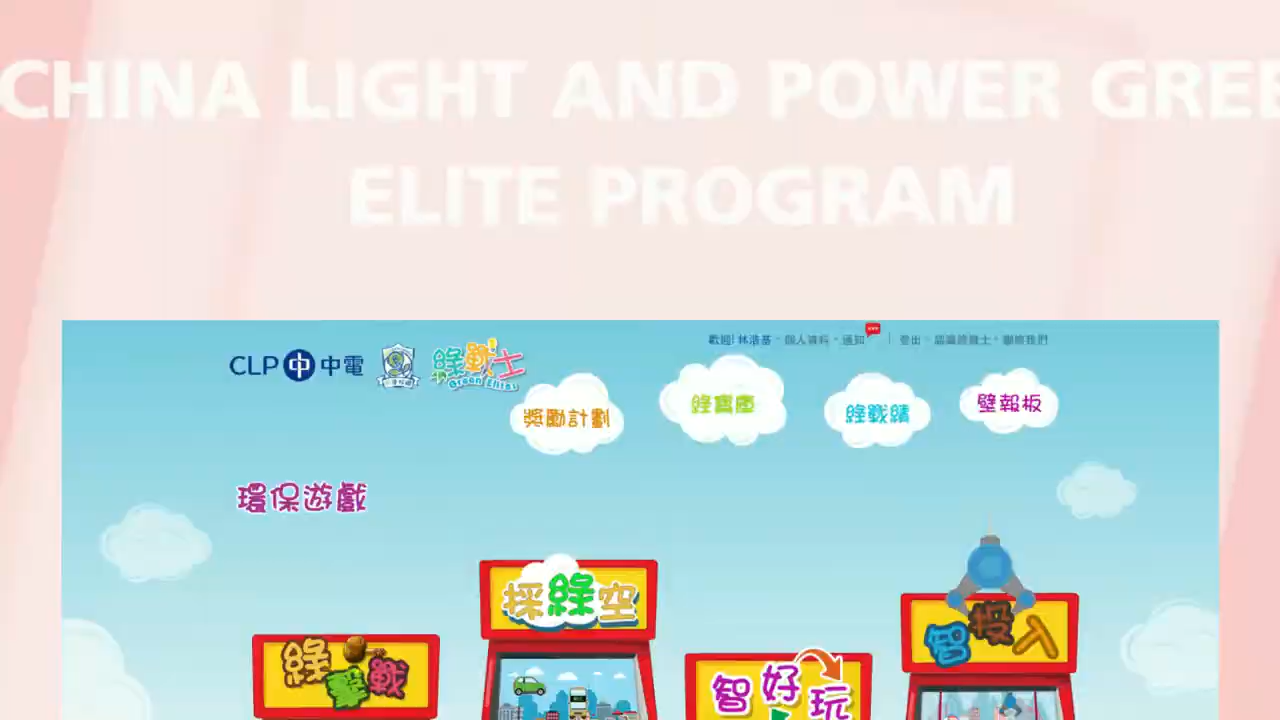 CHINA LIGHT AND POWER GREE
ELITE PROGRAM
歡迎! 林浩基 · 個人資料 · 通知 | 登出 · 認識綠戰士 · 聯絡我們
CLP 中電
綠戰士
Green Elites
獎勵計劃
綠寶庫
綠戰績
壁報板
環保遊戲
採綠空
智投入
綠擊戰
智好玩